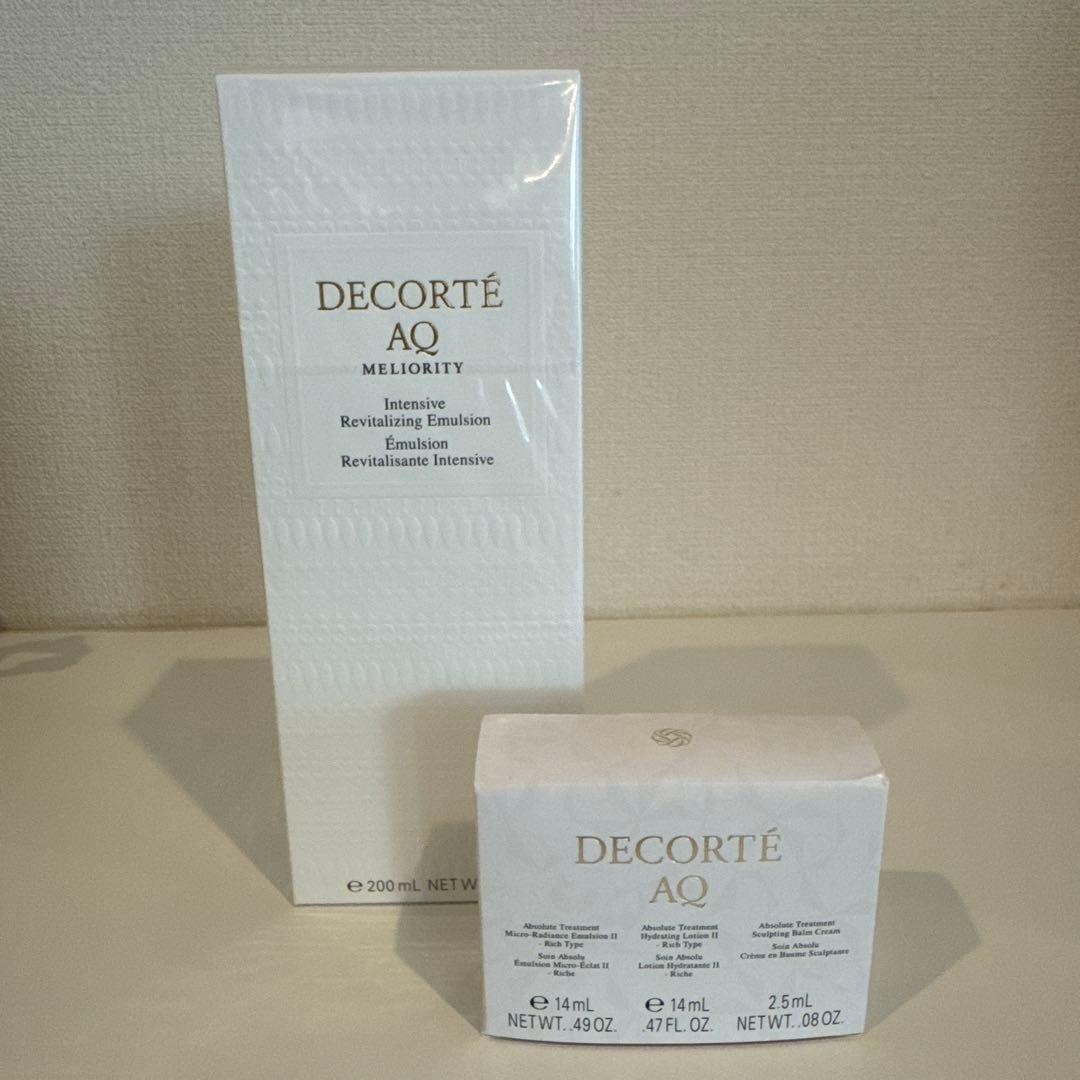 DECORTÉ
AQ
MELIORITY
Intensive
Revitalizing Emulsion
Émulsion
Revitalisante Intensive
e 200 mL NET W
DECORTÉ
AQ
Absolute Treatment
Micro-Radiance Emulsion II
- Rich Type
Soin Absolu
Émulsion Micro-Éclat II
- Riche
e 14 mL
NET WT. .49 OZ.
Absolute Treatment
Hydrating Lotion II
- Rich Type
Soin Absolu
Lotion Hydratante II
- Riche
e 14 mL
.47 FL. OZ.
Absolute Treatment
Sculpting Balm Cream
Soin Absolu
Crème en Baume Sculptante
2.5 mL
NET WT. .08 OZ.